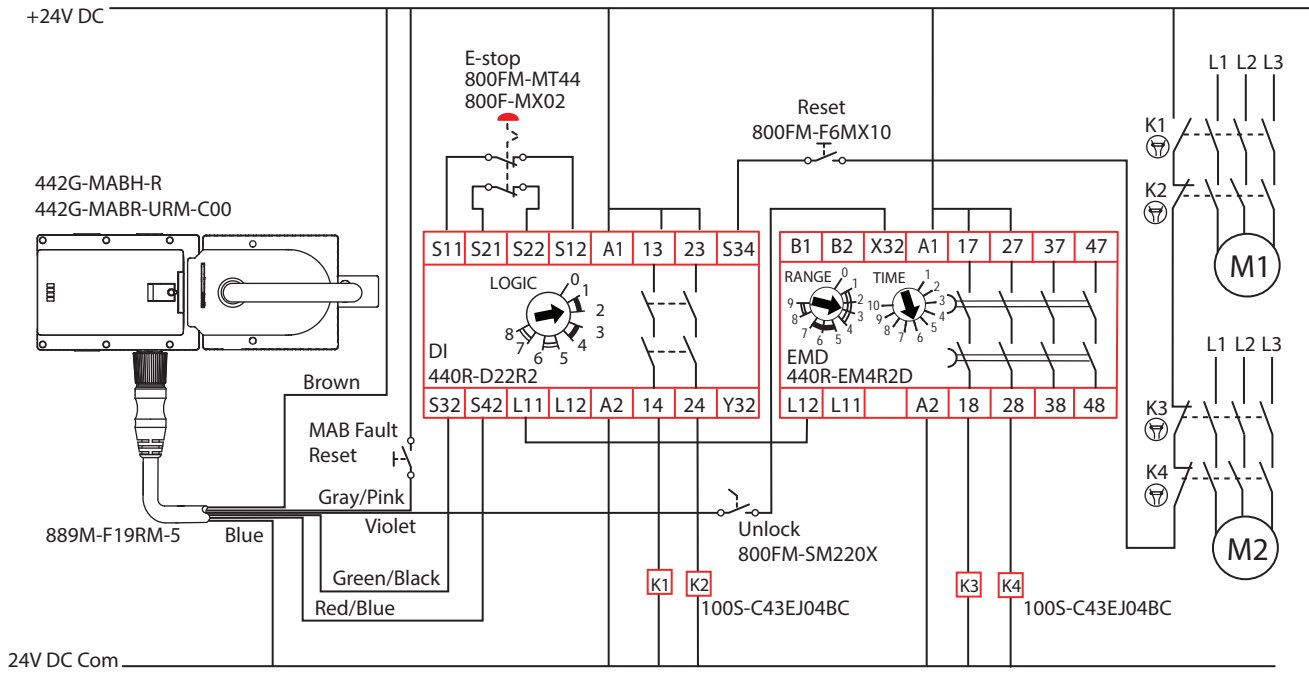 +24V DC
E-stop
800FM-MT44
800F-MX02
Reset
800FM-F6MX10
L1 L2 L3
K1
K2
M1
442G-MABH-R
442G-MABR-URM-C00
S11 S21 S22 S12 A1 13 23 S34
LOGIC
0
1
2
3
4
5
6
7
8
DI
440R-D22R2
S32 S42 L11 L12 A2 14 24 Y32
B1 B2 X32 A1 17 27 37 47
RANGE
0
1
2
3
4
5
6
7
8
9
TIME
1
2
3
4
5
6
7
8
9
10
EMD
440R-EM4R2D
L12 L11 A2 18 28 38 48
L1 L2 L3
K3
K4
M2
Brown
MAB Fault
Reset
Gray/Pink
Violet
Unlock
800FM-SM220X
889M-F19RM-5
Blue
Green/Black
Red/Blue
K1 K2
100S-C43EJ04BC
K3 K4
100S-C43EJ04BC
24V DC Com